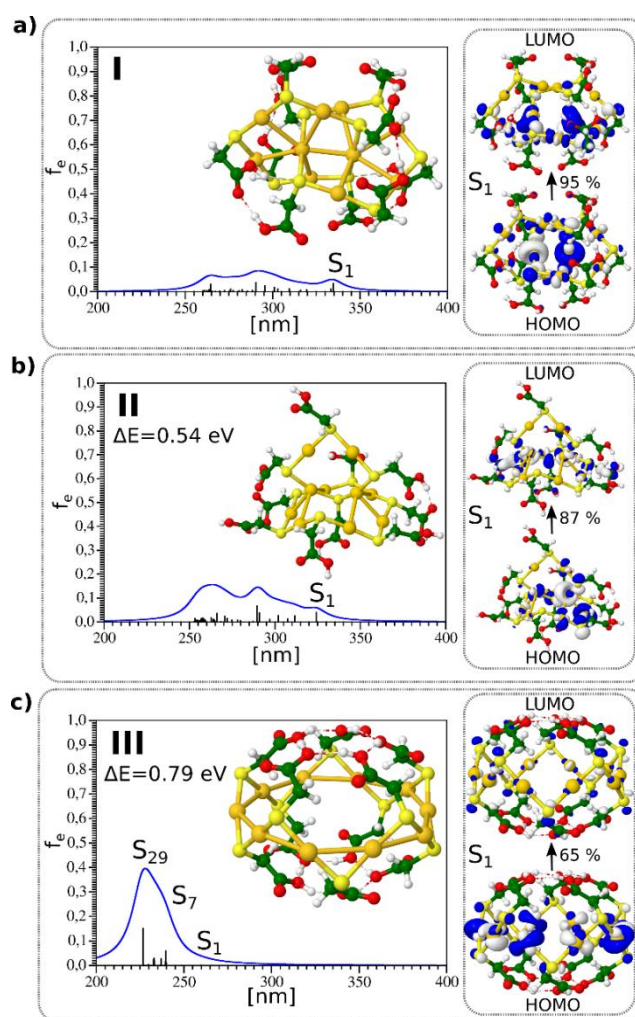 a)
I
f_e
1,0
0,9
0,8
0,7
0,6
0,5
0,4
0,3
0,2
0,1
0,0
S₁
200 250 300 350 400
[nm]
LUMO
S₁
95 %
HOMO
b)
II
ΔE=0.54 eV
f_e
1,0
0,9
0,8
0,7
0,6
0,5
0,4
0,3
0,2
0,1
0,0
S₁
200 250 300 350 400
[nm]
LUMO
S₁
87 %
HOMO
c)
III
ΔE=0.79 eV
f_e
1,0
0,9
0,8
0,7
0,6
0,5
0,4
0,3
0,2
0,1
0,0
S₂₉
S₇
S₁
200 250 300 350 400
[nm]
LUMO
S₁
65 %
HOMO